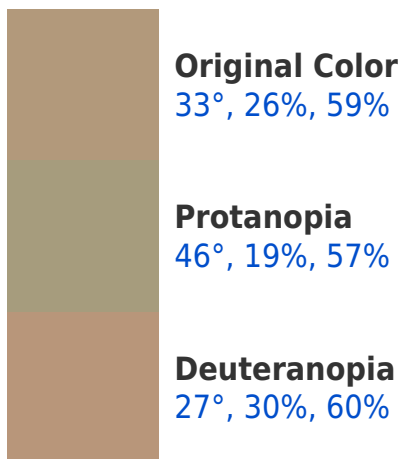 Original Color
33°, 26%, 59%
Protanopia
46°, 19%, 57%
Deuteranopia
27°, 30%, 60%